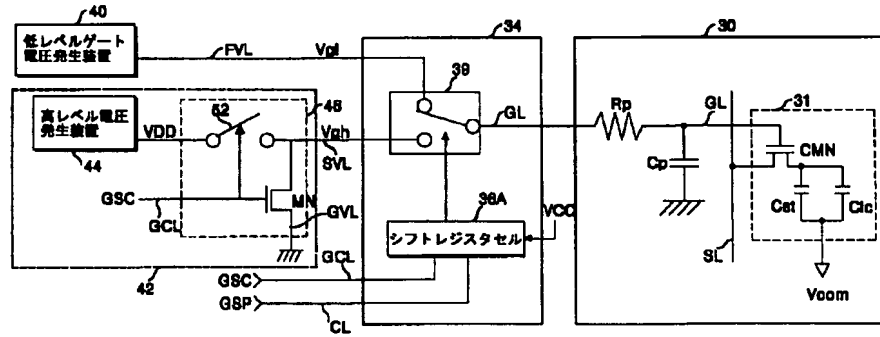 40
低レベルゲート
電圧発生装置
FVL
Vgl
34
30
39
GL
Rp
GL
31
CMN
Cp
Cst
Clc
SL
Vcom
高レベル電圧
発生装置
44
VDD
52
46
Vgh
SVL
GSC
GCL
MN
GVL
42
36A
シフトレジスタセル
VCC
GCL
GSC
GSP
CL